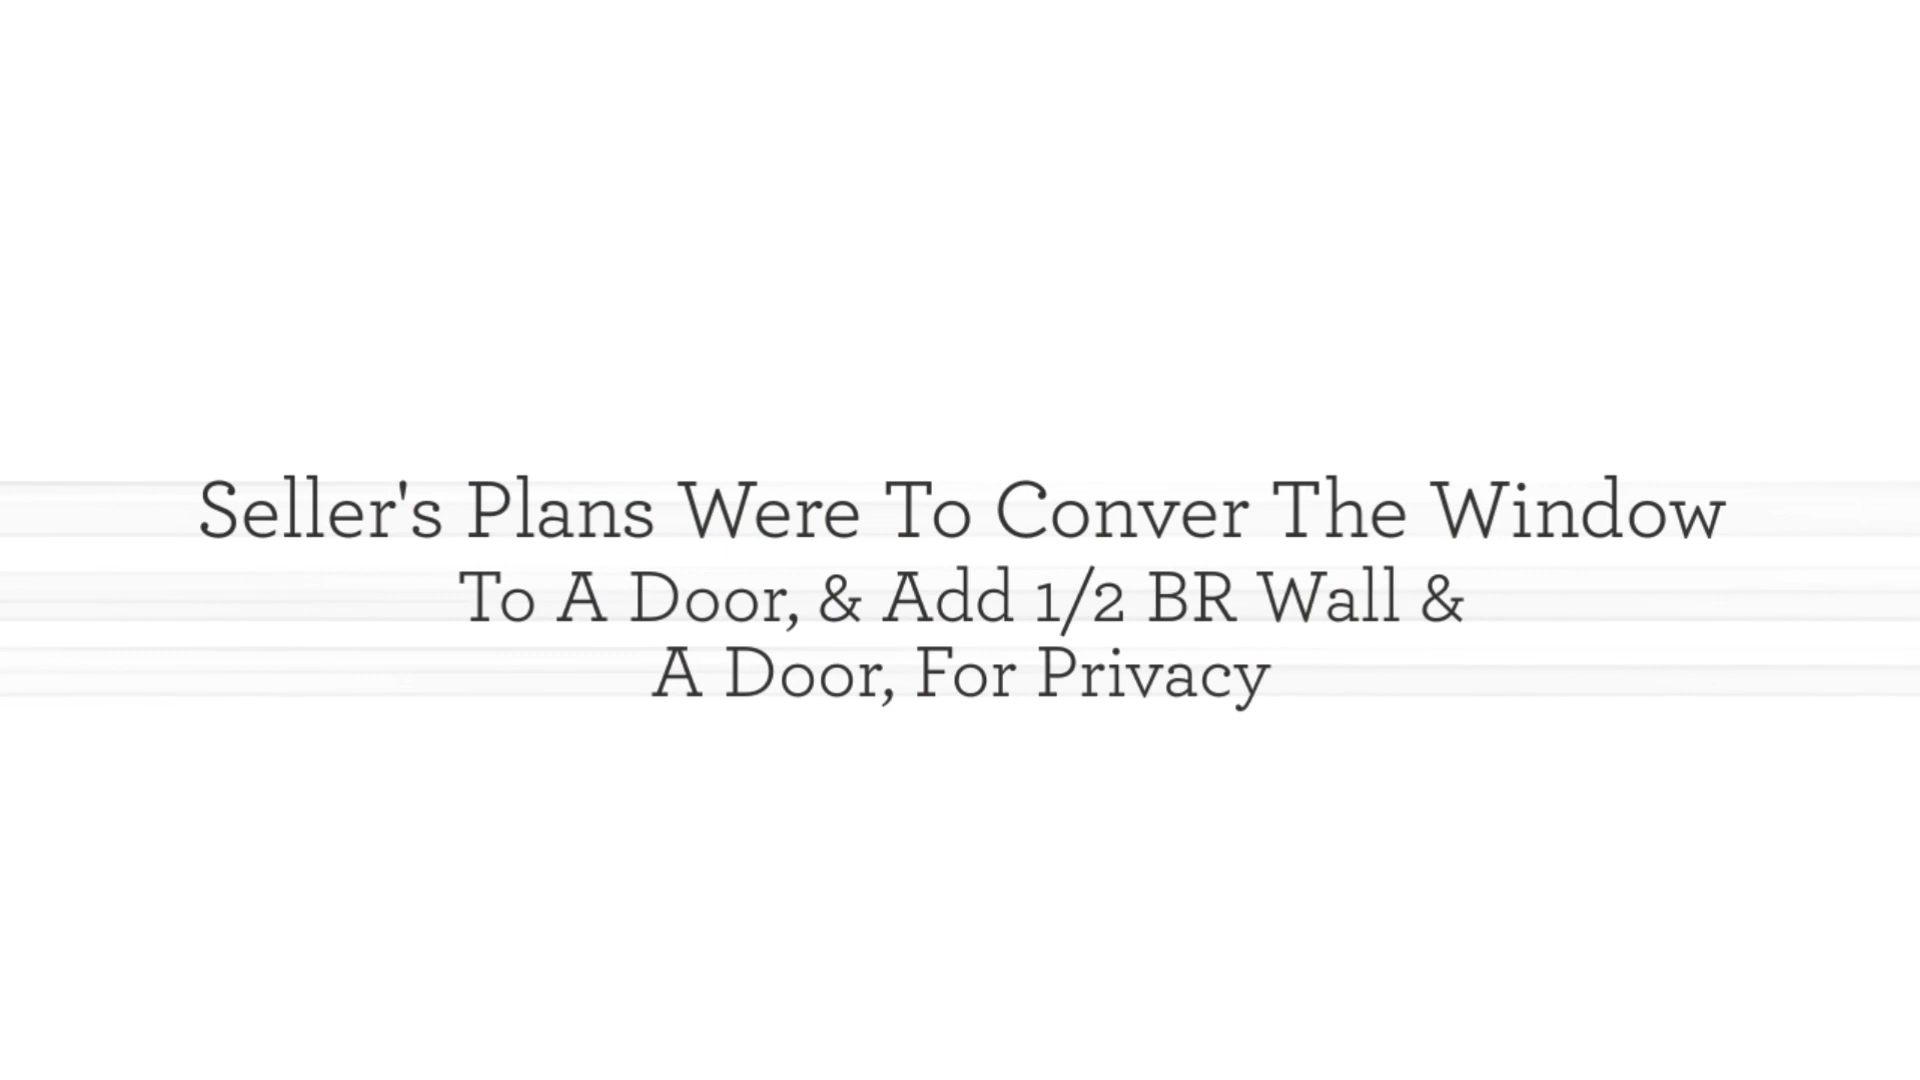 Seller's Plans Were To Conver The Window
To A Door, & Add 1/2 BR Wall &
A Door, For Privacy